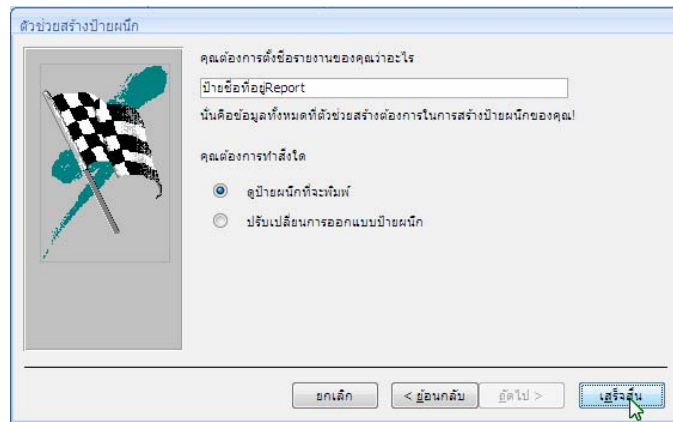 ตัวช่วยสร้างป้ายผนึก
คุณต้องการตั้งชื่อรายงานของคุณว่าอะไร
ป้ายชื่อที่อยู่Report
นั่นคือข้อมูลทั้งหมดที่ตัวช่วยสร้างต้องการในการสร้างป้ายผนึกของคุณ!
คุณต้องการทำสิ่งใด
ดูป้ายผนึกที่จะพิมพ์
ปรับเปลี่ยนการออกแบบป้ายผนึก
ยกเลิก < ย้อนกลับ ถัดไป > เสร็จสิ้น